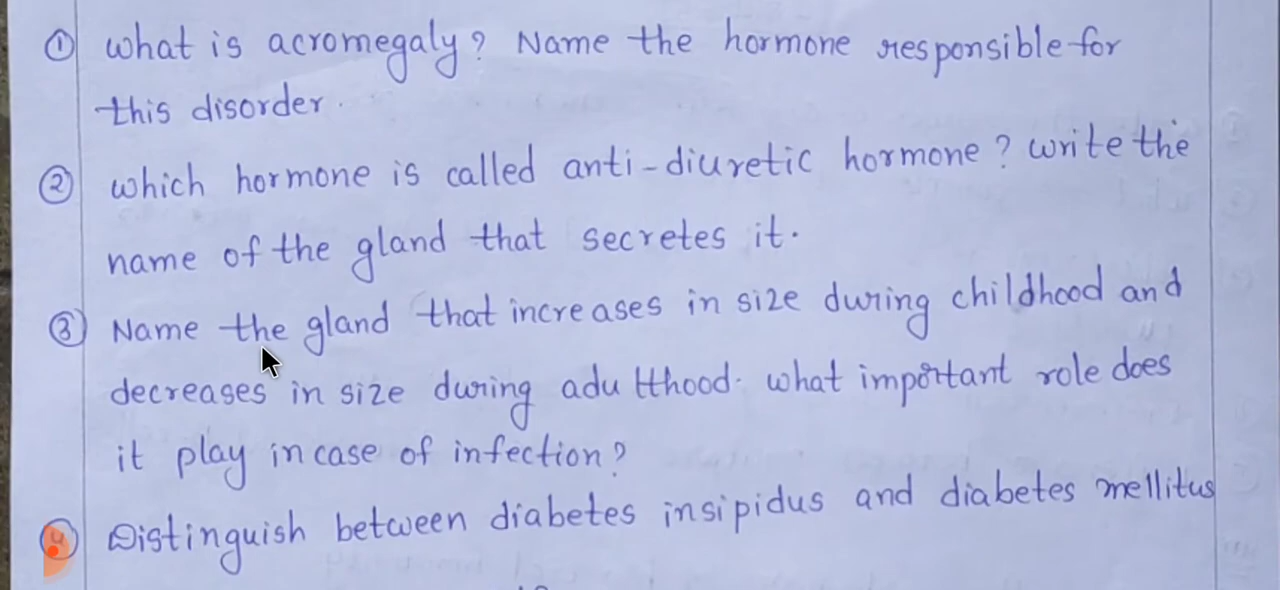 ① what is acromegaly? Name the hormone responsible for
this disorder.
② which hormone is called anti-diuretic hormone? write the
name of the gland that secretes it.
③ Name the gland that increases in size during childhood and
decreases in size during adulthood. what important role does
it play in case of infection?
④ Distinguish between diabetes insipidus and diabetes mellitus